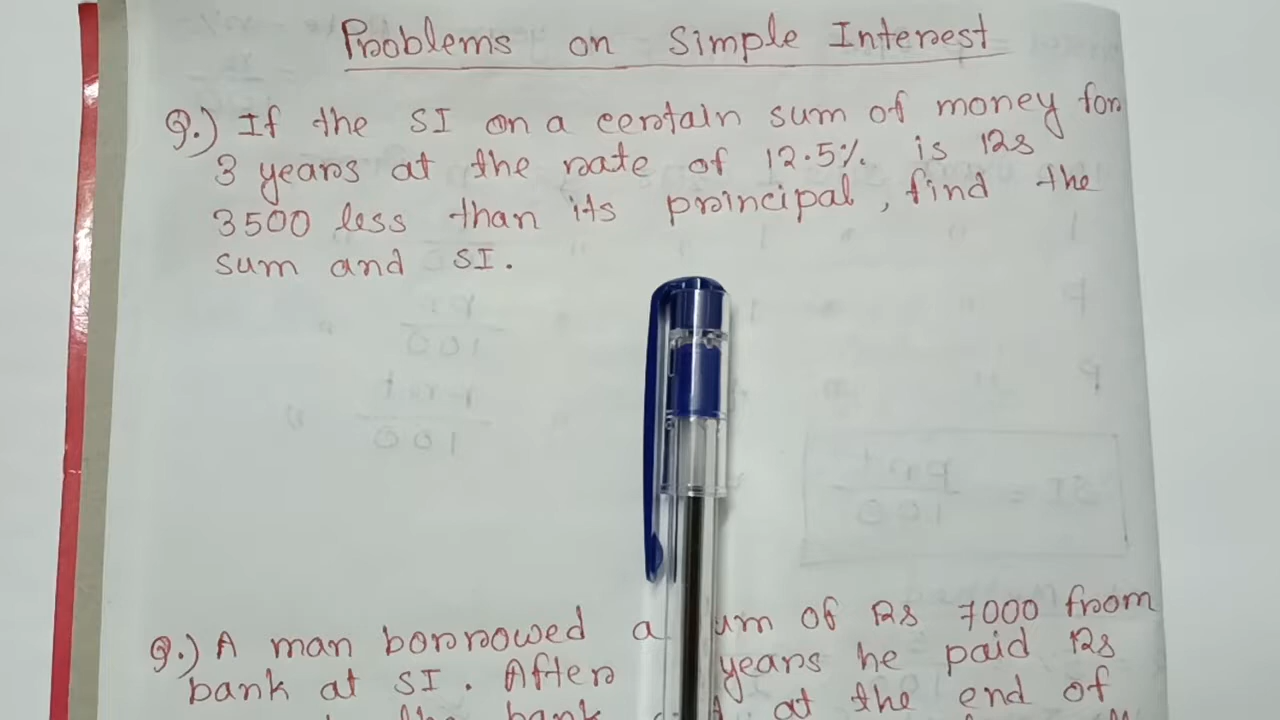 Problems on Simple Interest
Q.) If the SI on a certain sum of money for
3 years at the rate of 12.5% is Rs
3500 less than its principal, find the
sum and SI.
Q.) A man borrowed a um of Rs 7000 from
bank at SI. After years he paid Rs
the bank at the end of